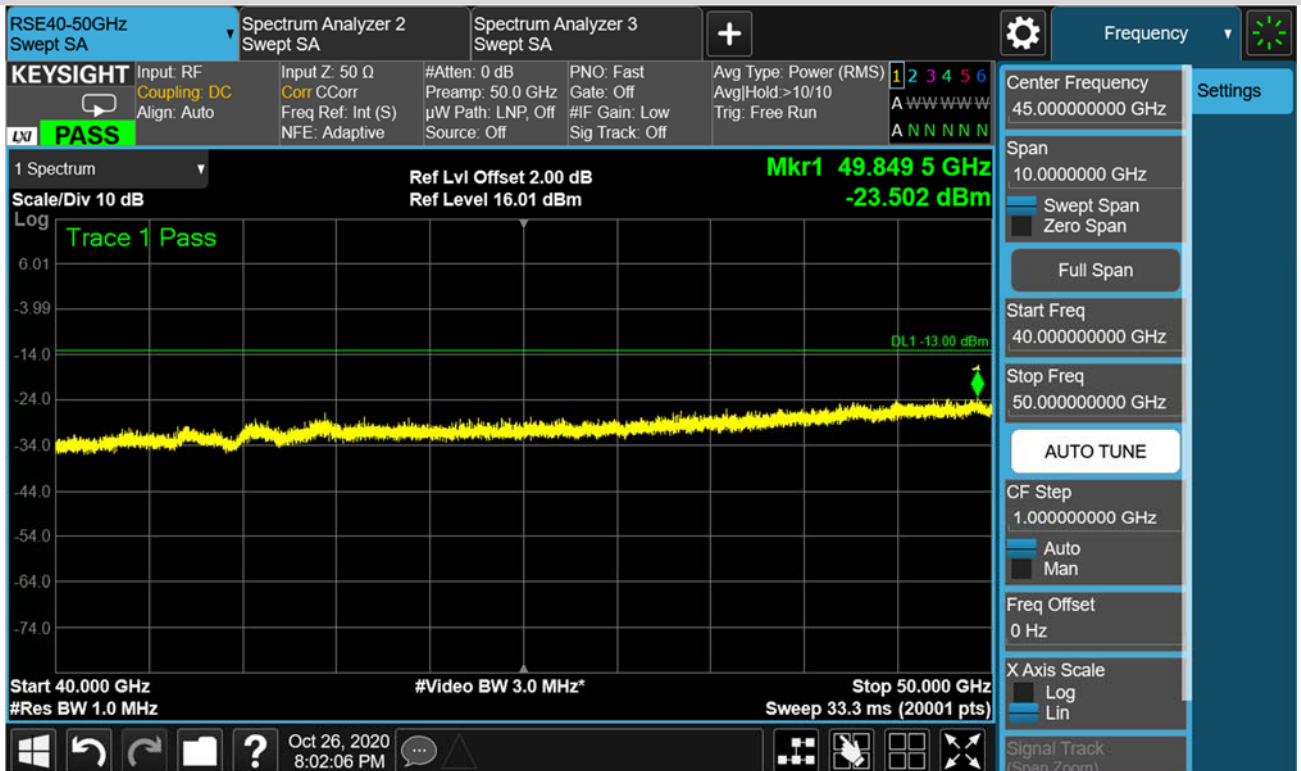 RSE40-50GHz
Swept SA
Spectrum Analyzer 2
Swept SA
Spectrum Analyzer 3
Swept SA
+
Frequency
KEYSIGHT
LXI PASS
Input: RF
Coupling: DC
Align: Auto
Input Z: 50 Ω
Corr CCorr
Freq Ref: Int (S)
NFE: Adaptive
#Atten: 0 dB
Preamp: 50.0 GHz
µW Path: LNP, Off
Source: Off
PNO: Fast
Gate: Off
#IF Gain: Low
Sig Track: Off
Avg Type: Power (RMS)
Avg|Hold:>10/10
Trig: Free Run
1 2 3 4 5 6
A W W W W W
A N N N N N
1 Spectrum
Scale/Div 10 dB
Ref Lvl Offset 2.00 dB
Ref Level 16.01 dBm
Mkr1 49.849 5 GHz
-23.502 dBm
Log
Trace 1 Pass
6.01
-3.99
DL1 -13.00 dBm
-14.0
1
-24.0
-34.0
-44.0
-54.0
-64.0
-74.0
Start 40.000 GHz
#Video BW 3.0 MHz*
Stop 50.000 GHz
#Res BW 1.0 MHz
Sweep 33.3 ms (20001 pts)
?
Oct 26, 2020
8:02:06 PM
Center Frequency
45.000000000 GHz
Settings
Span
10.0000000 GHz
Swept Span
Zero Span
Full Span
Start Freq
40.000000000 GHz
Stop Freq
50.000000000 GHz
AUTO TUNE
CF Step
1.000000000 GHz
Auto
Man
Freq Offset
0 Hz
X Axis Scale
Log
Lin
Signal Track
(Span Zoom)